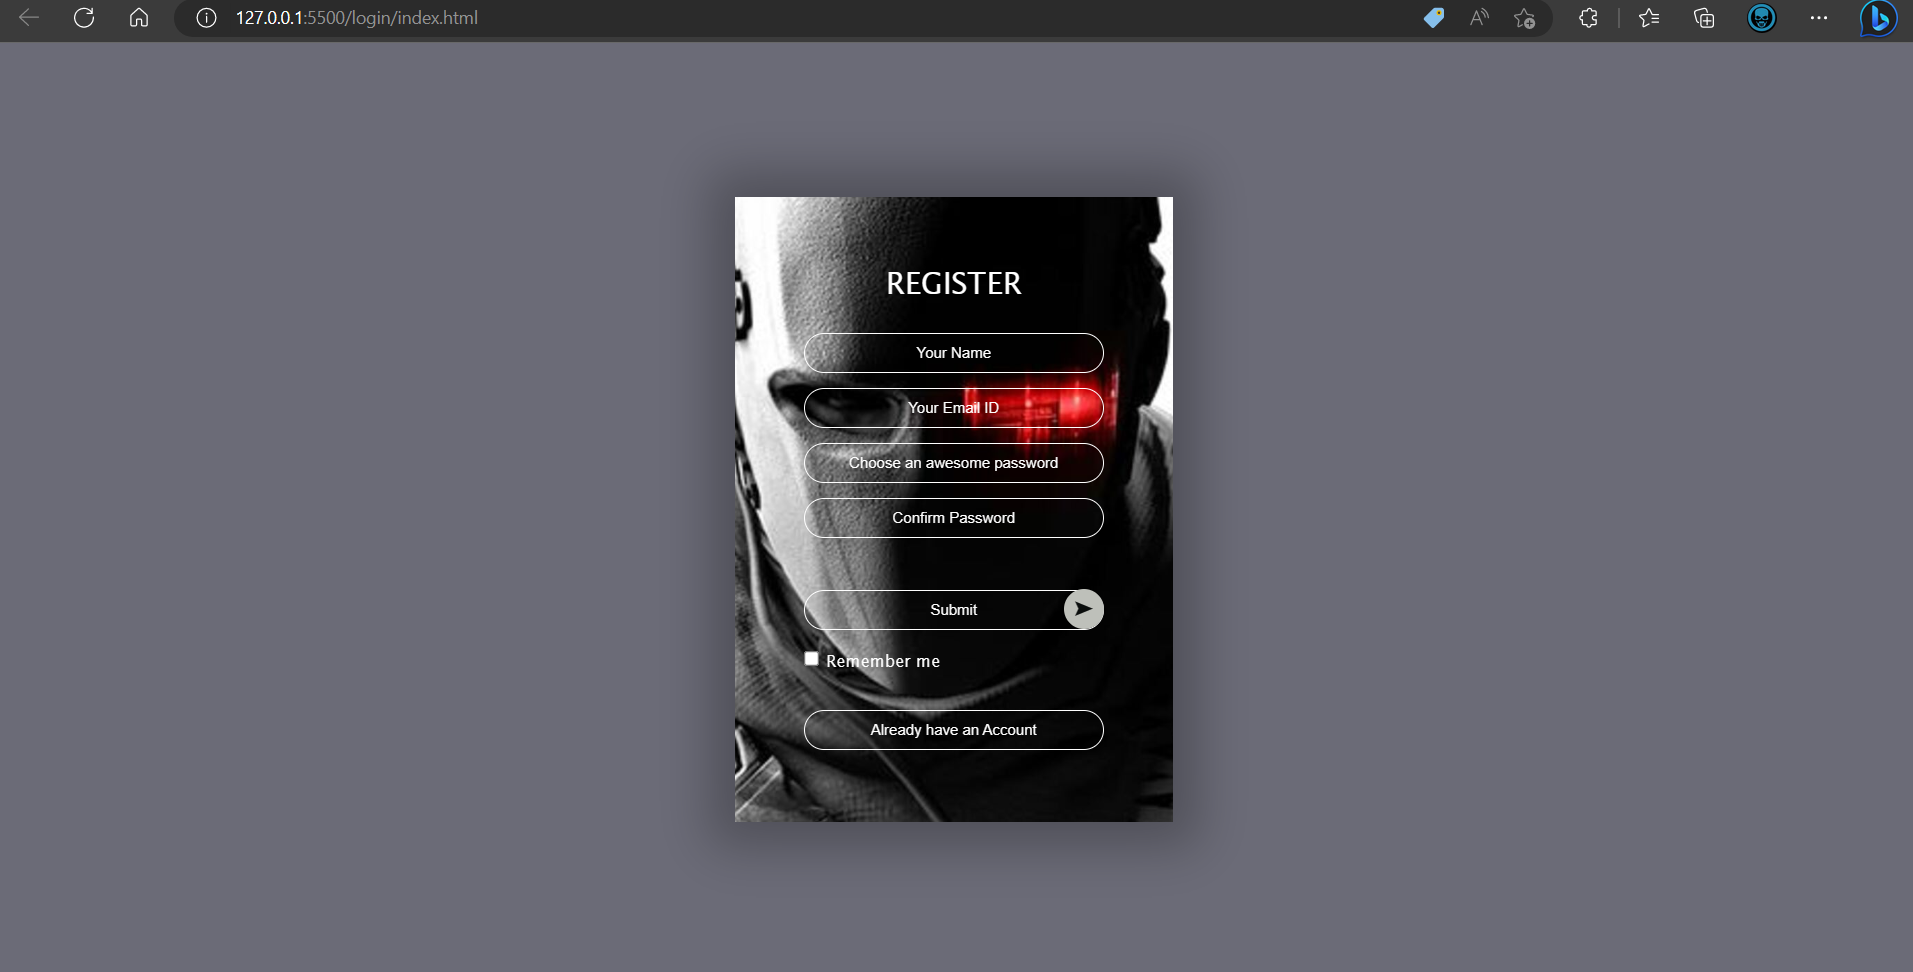 127.0.0.1:5500/login/index.html
REGISTER
Your Name
Your Email ID
Choose an awesome password
Confirm Password
Submit
Remember me
Already have an Account